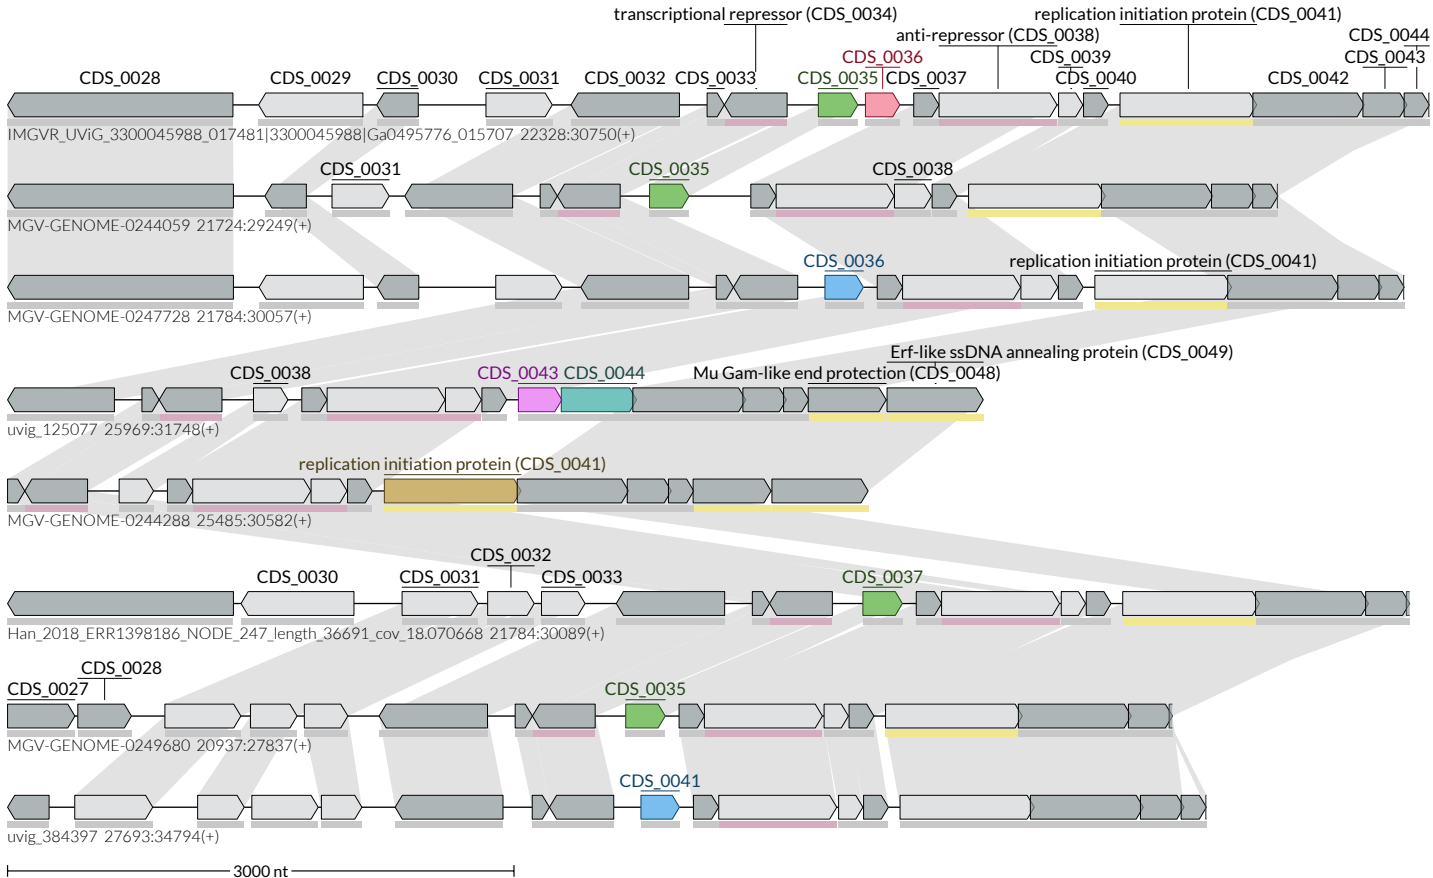 transcriptional repressor (CDS_0034) replication initiation protein (CDS_0041)
anti-repressor (CDS_0038) CDS_0044
CDS_0036 CDS_0039 CDS_0043
CDS_0028 CDS_0029 CDS_0030 CDS_0031 CDS_0032 CDS_0033 CDS_0035 CDS_0037 CDS_0040 CDS_0042
IMGVR_UViG_3300045988_017481|3300045988|Ga0495776_015707 22328:30750(+)
CDS_0031 CDS_0035 CDS_0038
MGV-GENOME-0244059 21724:29249(+)
CDS_0036 replication initiation protein (CDS_0041)
MGV-GENOME-0247728 21784:30057(+)
Erf-like ssDNA annealing protein (CDS_0049)
CDS_0038 CDS_0043 CDS_0044 Mu Gam-like end protection (CDS_0048)
uvig_125077 25969:31748(+)
replication initiation protein (CDS_0041)
MGV-GENOME-0244288 25485:30582(+)
CDS_0032
CDS_0030 CDS_0031 CDS_0033 CDS_0037
Han_2018_ERR1398186_NODE_247_length_36691_cov_18.070668 21784:30089(+)
CDS_0028
CDS_0027 CDS_0035
MGV-GENOME-0249680 20937:27837(+)
CDS_0041
uvig_384397 27693:34794(+)
3000 nt